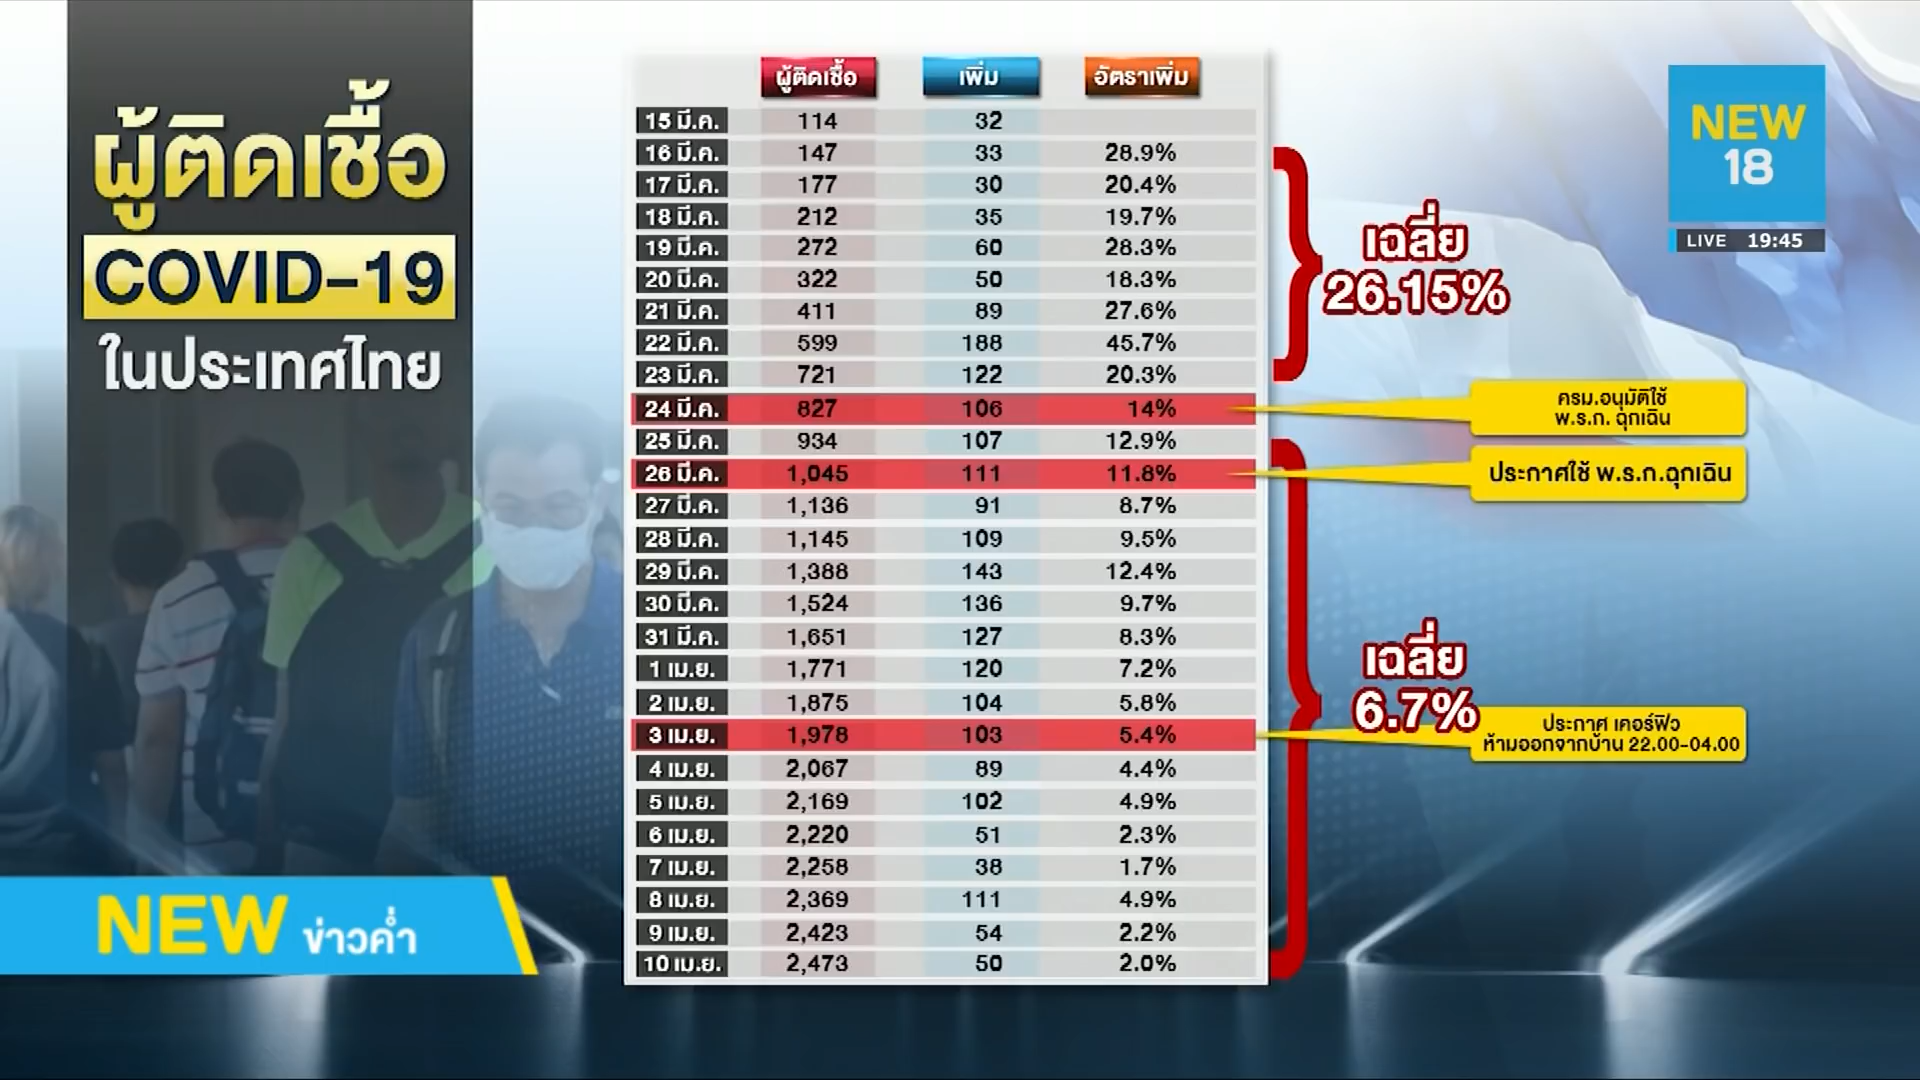 ผู้ติดเชื้อ
COVID-19
ในประเทศไทย
NEW ข่าวค่ำ
ผู้ติดเชื้อ เพิ่ม อัตราเพิ่ม
15 มี.ค. 114 32
16 มี.ค. 147 33 28.9%
17 มี.ค. 177 30 20.4%
18 มี.ค. 212 35 19.7%
19 มี.ค. 272 60 28.3%
20 มี.ค. 322 50 18.3%
21 มี.ค. 411 89 27.6%
22 มี.ค. 599 188 45.7%
23 มี.ค. 721 122 20.3%
24 มี.ค. 827 106 14%
25 มี.ค. 934 107 12.9%
26 มี.ค. 1,045 111 11.8%
27 มี.ค. 1,136 91 8.7%
28 มี.ค. 1,145 109 9.5%
29 มี.ค. 1,388 143 12.4%
30 มี.ค. 1,524 136 9.7%
31 มี.ค. 1,651 127 8.3%
1 เม.ย. 1,771 120 7.2%
2 เม.ย. 1,875 104 5.8%
3 เม.ย. 1,978 103 5.4%
4 เม.ย. 2,067 89 4.4%
5 เม.ย. 2,169 102 4.9%
6 เม.ย. 2,220 51 2.3%
7 เม.ย. 2,258 38 1.7%
8 เม.ย. 2,369 111 4.9%
9 เม.ย. 2,423 54 2.2%
10 เม.ย. 2,473 50 2.0%
เฉลี่ย
26.15%
ครม.อนุมัติใช้
พ.ร.ก. ฉุกเฉิน
ประกาศใช้ พ.ร.ก.ฉุกเฉิน
เฉลี่ย
6.7%
ประกาศ เคอร์ฟิว
ห้ามออกจากบ้าน 22.00-04.00
NEW
18
LIVE 19:45